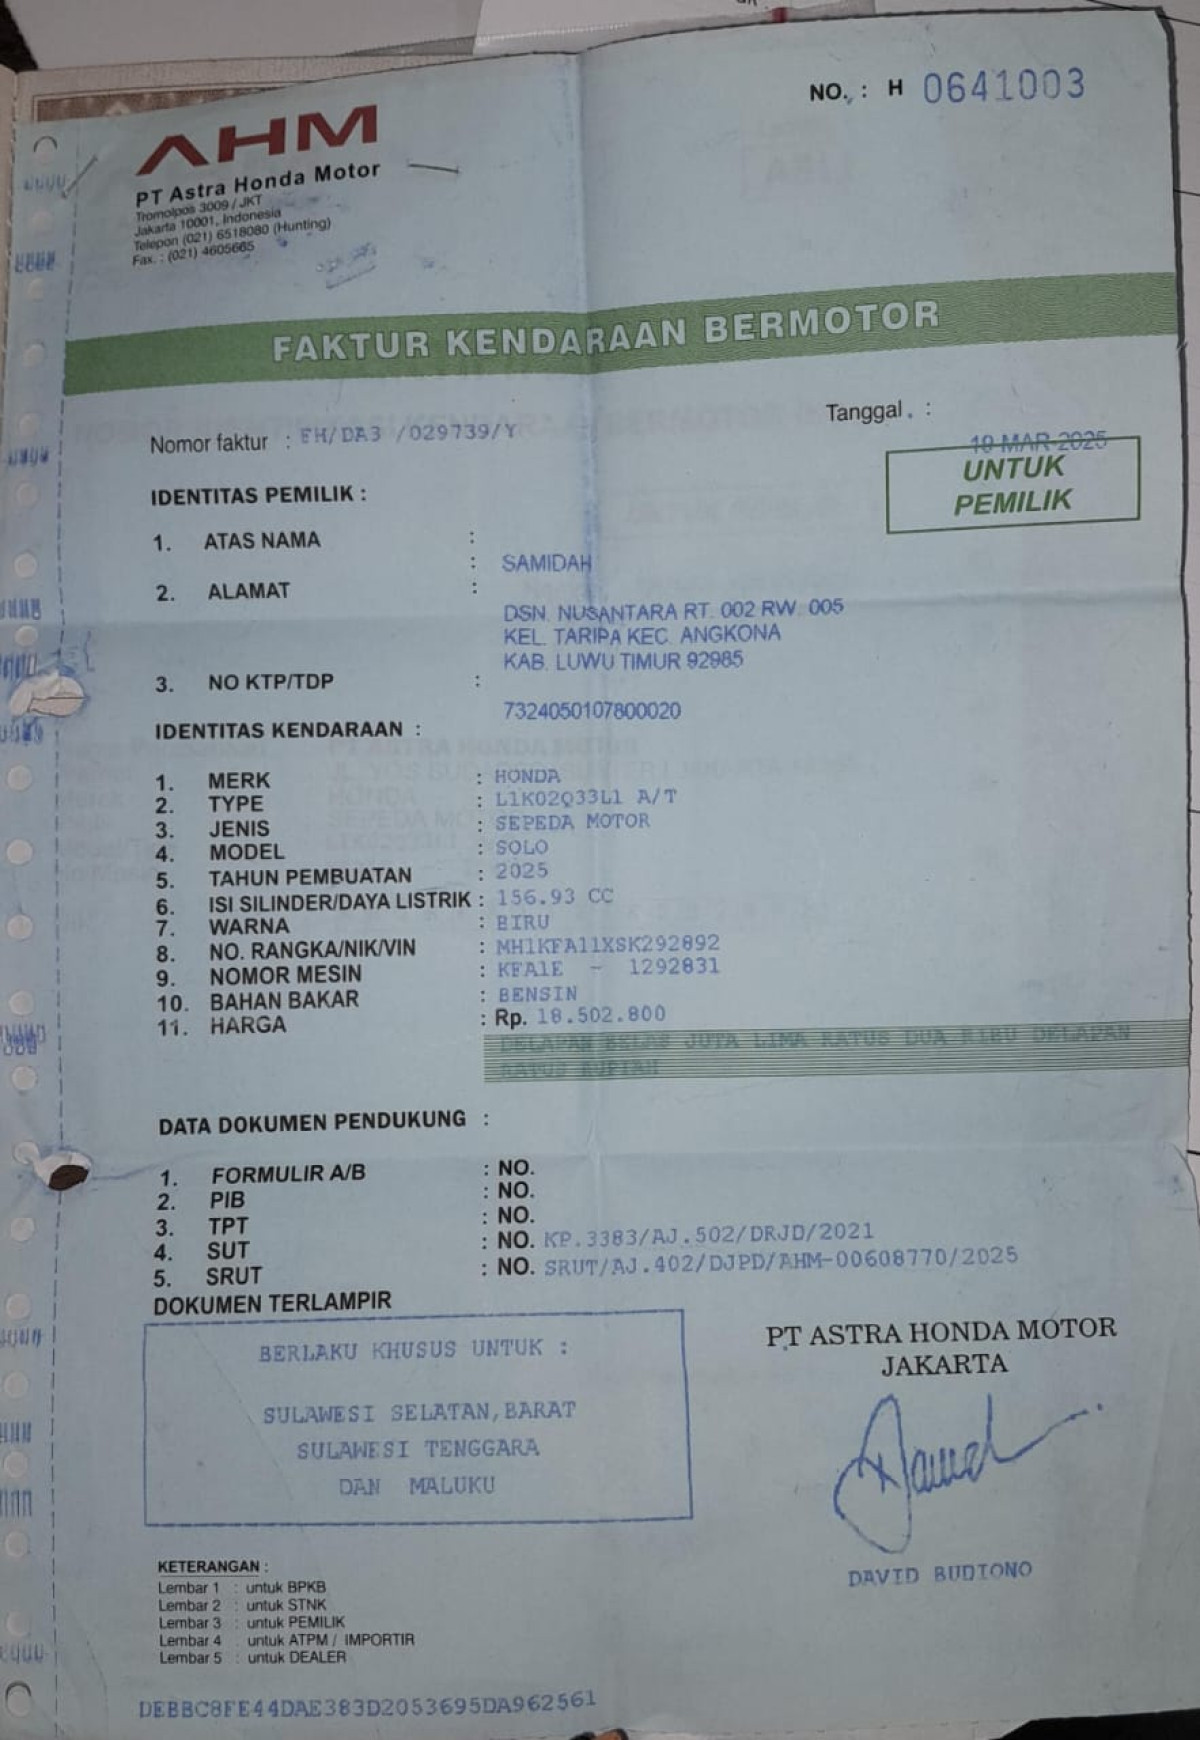 NO. : H 0641003
AHM
PT Astra Honda Motor
Tromolpos 3009 / JKT
Jakarta 10001, Indonesia
Telepon (021) 6518080 (Hunting)
Fax. : (021) 4605665
FAKTUR KENDARAAN BERMOTOR
Nomor faktur : FH/DA3 /029739/Y
Tanggal. :
19 MAR-2025
UNTUK
PEMILIK
IDENTITAS PEMILIK :
1. ATAS NAMA :
: SAMIDAH
2. ALAMAT :
DSN. NUSANTARA RT. 002 RW. 005
KEL. TARIPA KEC. ANGKONA
KAB. LUWU TIMUR 92985
3. NO KTP/TDP :
7324050107800020
IDENTITAS KENDARAAN :
1. MERK : HONDA
2. TYPE : L1K02Q33L1 A/T
3. JENIS : SEPEDA MOTOR
4. MODEL : SOLO
5. TAHUN PEMBUATAN : 2025
6. ISI SILINDER/DAYA LISTRIK : 156.93 CC
7. WARNA : BIRU
8. NO. RANGKA/NIK/VIN : MH1KFA11XSK292892
9. NOMOR MESIN : KFA1E - 1292831
10. BAHAN BAKAR : BENSIN
11. HARGA : Rp. 18.502.800
DELAPAN BELAS JUTA LIMA RATUS DUA RIBU DELAPAN
RATUS RUPIAH
DATA DOKUMEN PENDUKUNG :
1. FORMULIR A/B : NO.
2. PIB : NO.
3. TPT : NO.
4. SUT : NO. KP.3383/AJ.502/DRJD/2021
5. SRUT : NO. SRUT/AJ.402/DJPD/AHM-00608770/2025
DOKUMEN TERLAMPIR
BERLAKU KHUSUS UNTUK :
SULAWESI SELATAN,BARAT
SULAWESI TENGGARA
DAN MALUKU
PT ASTRA HONDA MOTOR
JAKARTA
DAVID BUDIONO
KETERANGAN :
Lembar 1 : untuk BPKB
Lembar 2 : untuk STNK
Lembar 3 : untuk PEMILIK
Lembar 4 : untuk ATPM / IMPORTIR
Lembar 5 : untuk DEALER
DEBBC8FE44DAE383D2053695DA962561